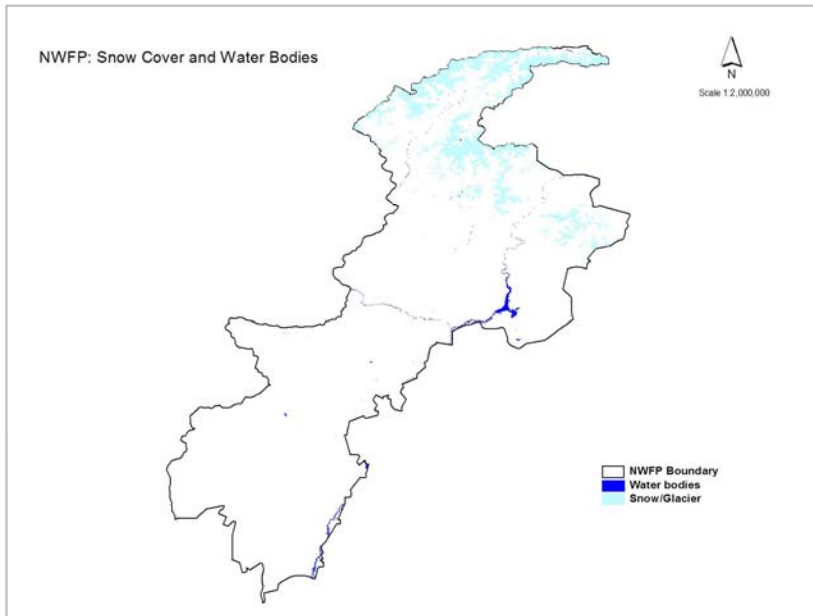 NWFP: Snow Cover and Water Bodies
N
Scale 1:2,000,000
NWFP Boundary
Water bodies
Snow/Glacier